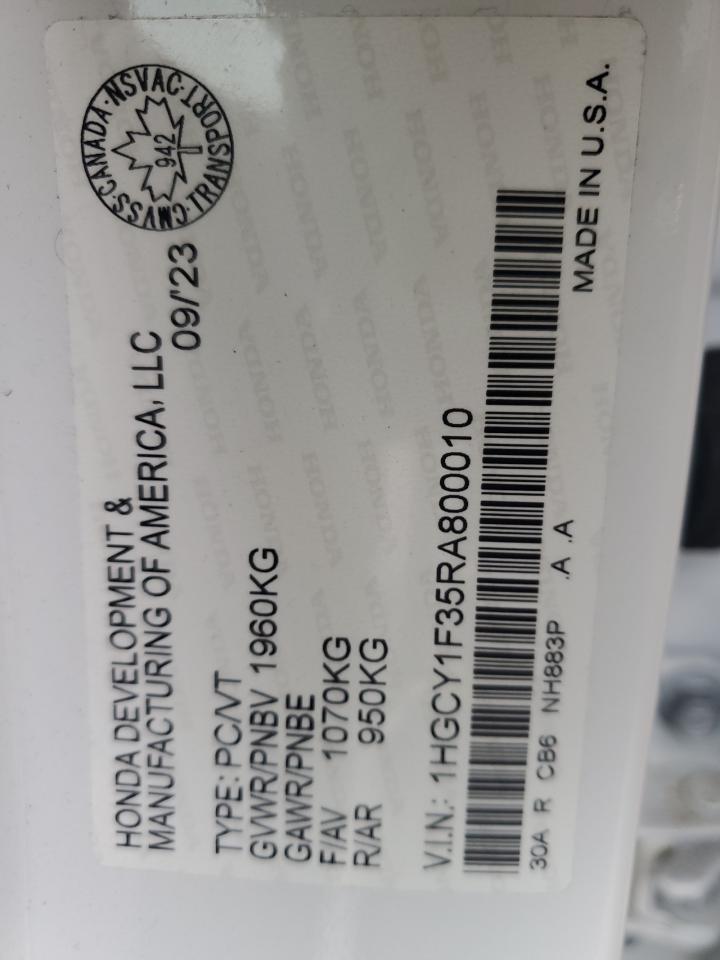 HONDA DEVELOPMENT &
MANUFACTURING OF AMERICA, LLC
09/'23
CMVSS·CANADA·NSVAC·TRANSPORT·
942
TYPE: PC/VT
GVWR/PNBV 1960KG
GAWR/PNBE
F/AV 1070KG
R/AR 950KG
V.I.N.: 1HGCY1F35RA800010
30A R CB6 NH883P .A .A
MADE IN U.S.A.